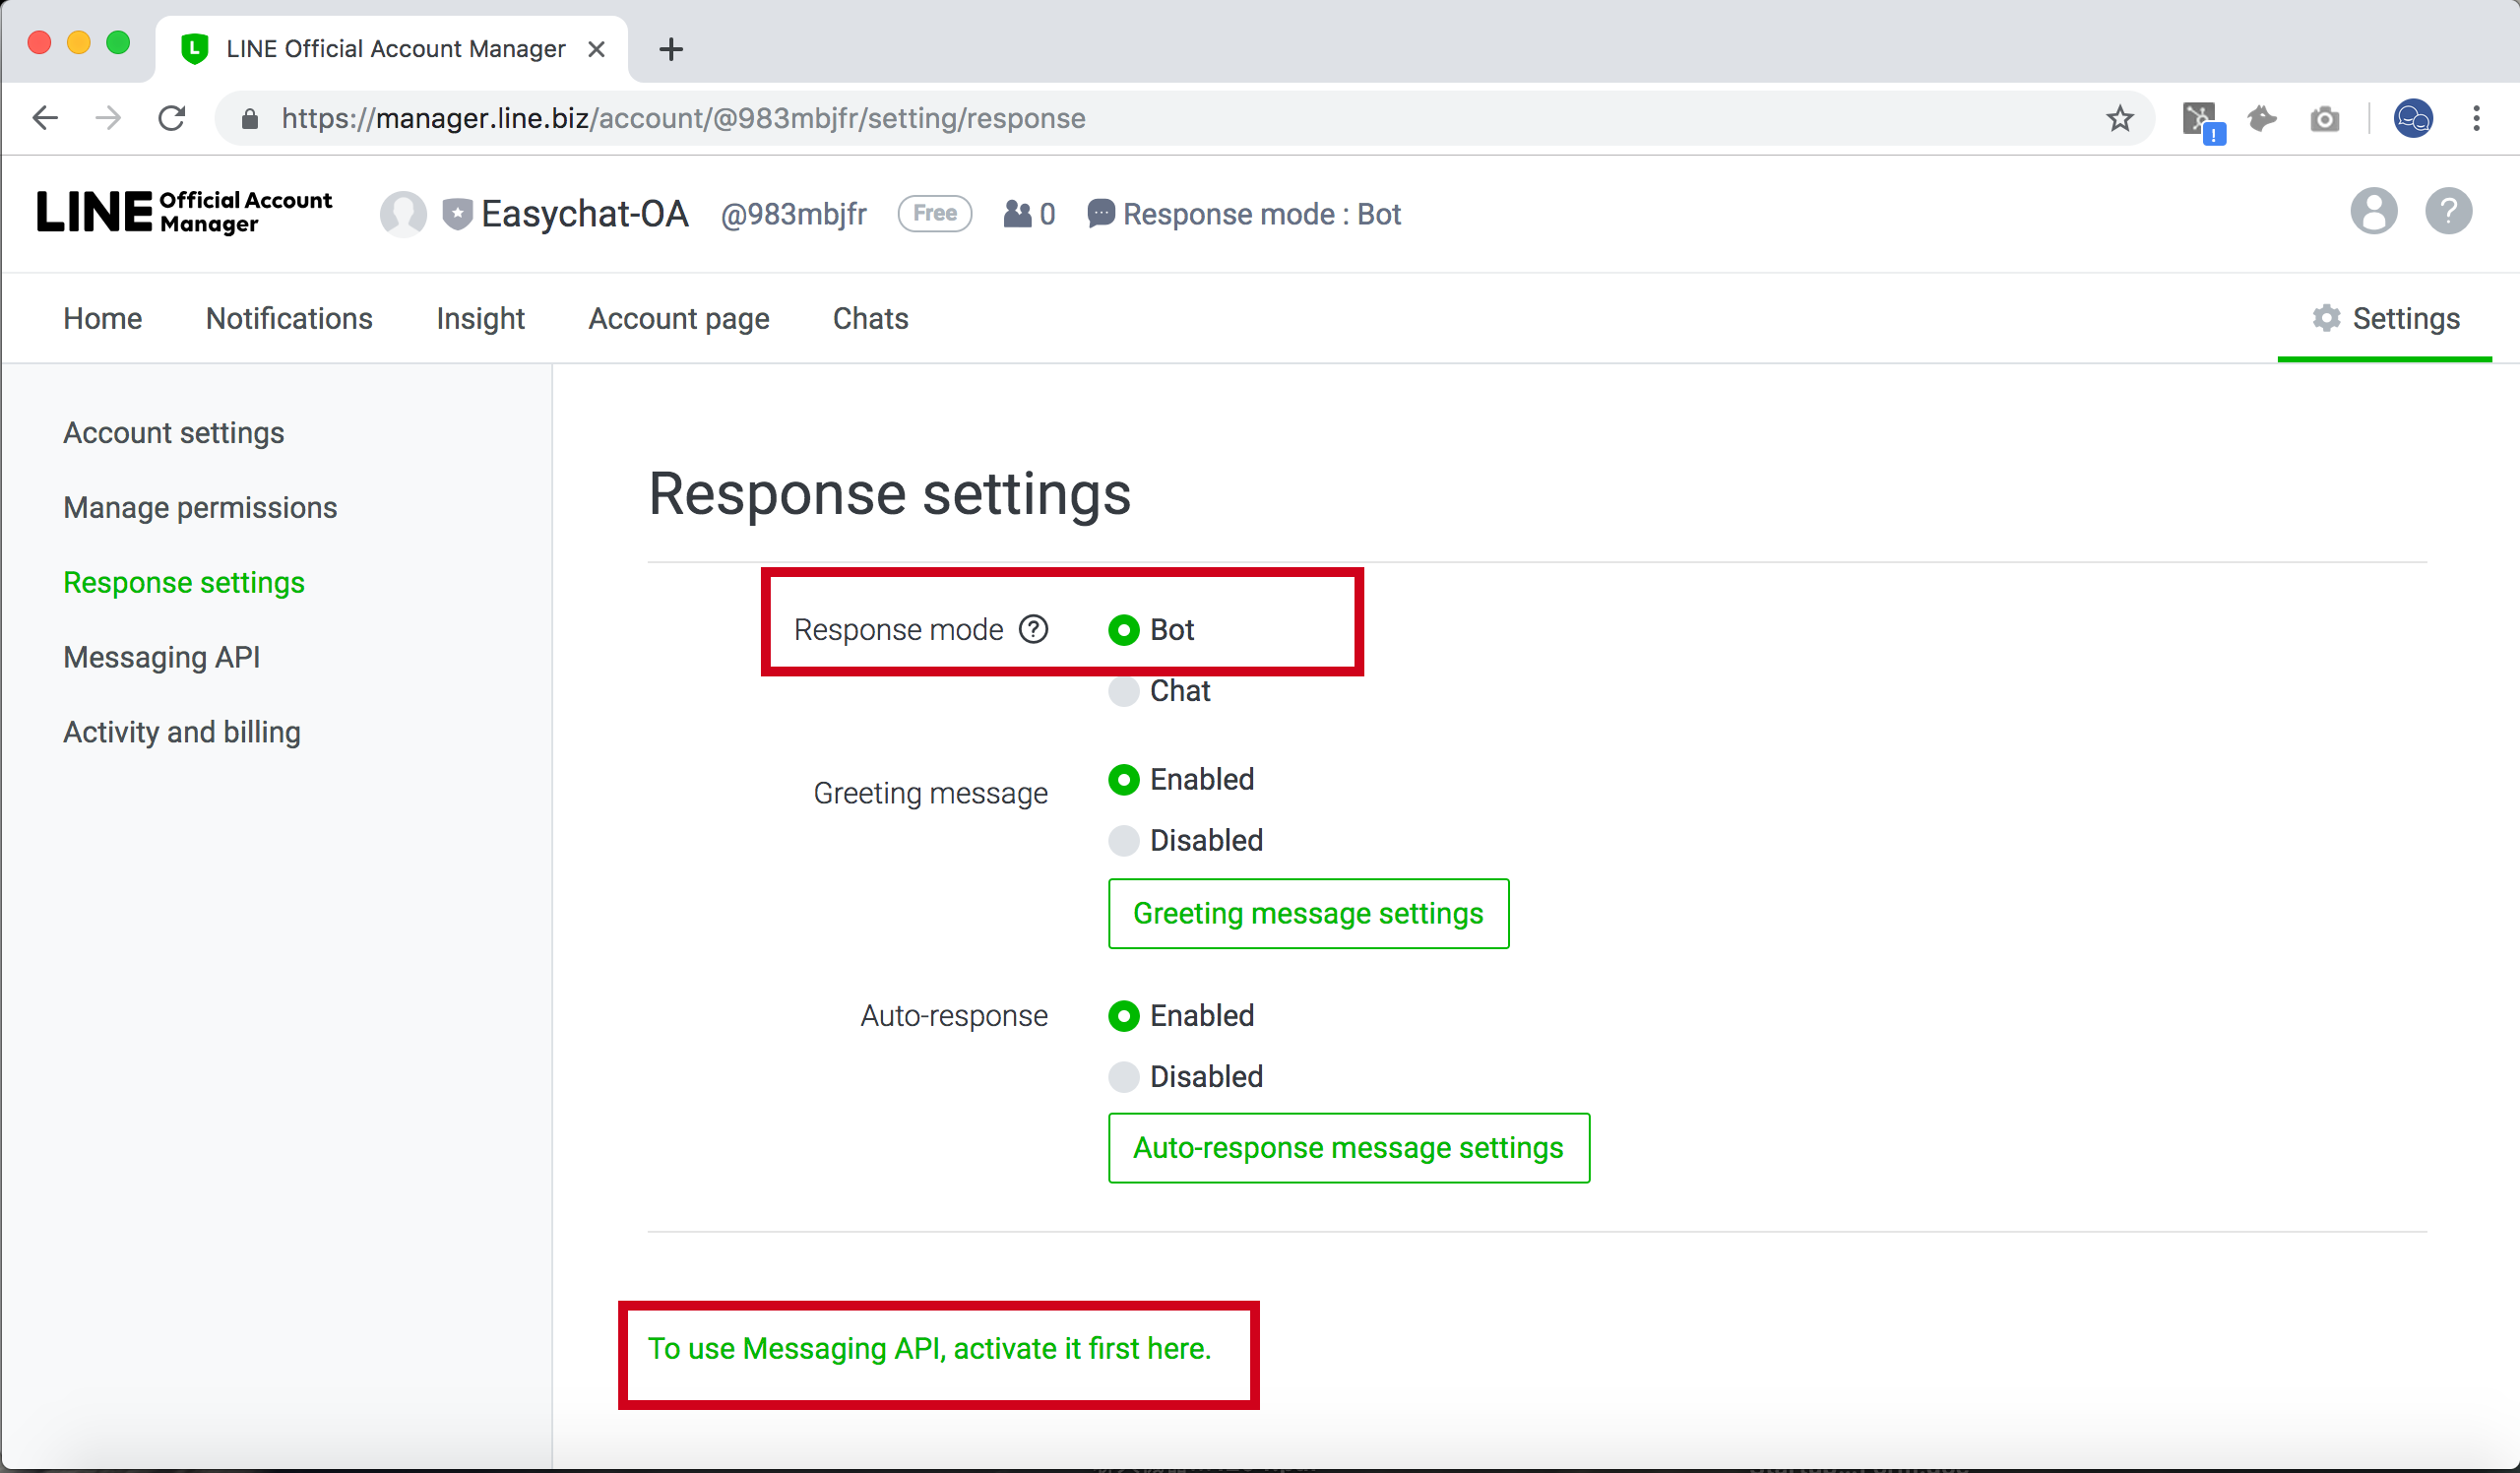 LINE Official Account Manager
https://manager.line.biz/account/@983mbjfr/setting/response
LINE Official Account Manager
Easychat-OA @983mbjfr Free 0 Response mode : Bot
Home Notifications Insight Account page Chats Settings
Account settings
Manage permissions
Response settings
Messaging API
Activity and billing
Response settings
Response mode ? Bot
Chat
Greeting message Enabled
Disabled
Greeting message settings
Auto-response Enabled
Disabled
Auto-response message settings
To use Messaging API, activate it first here.